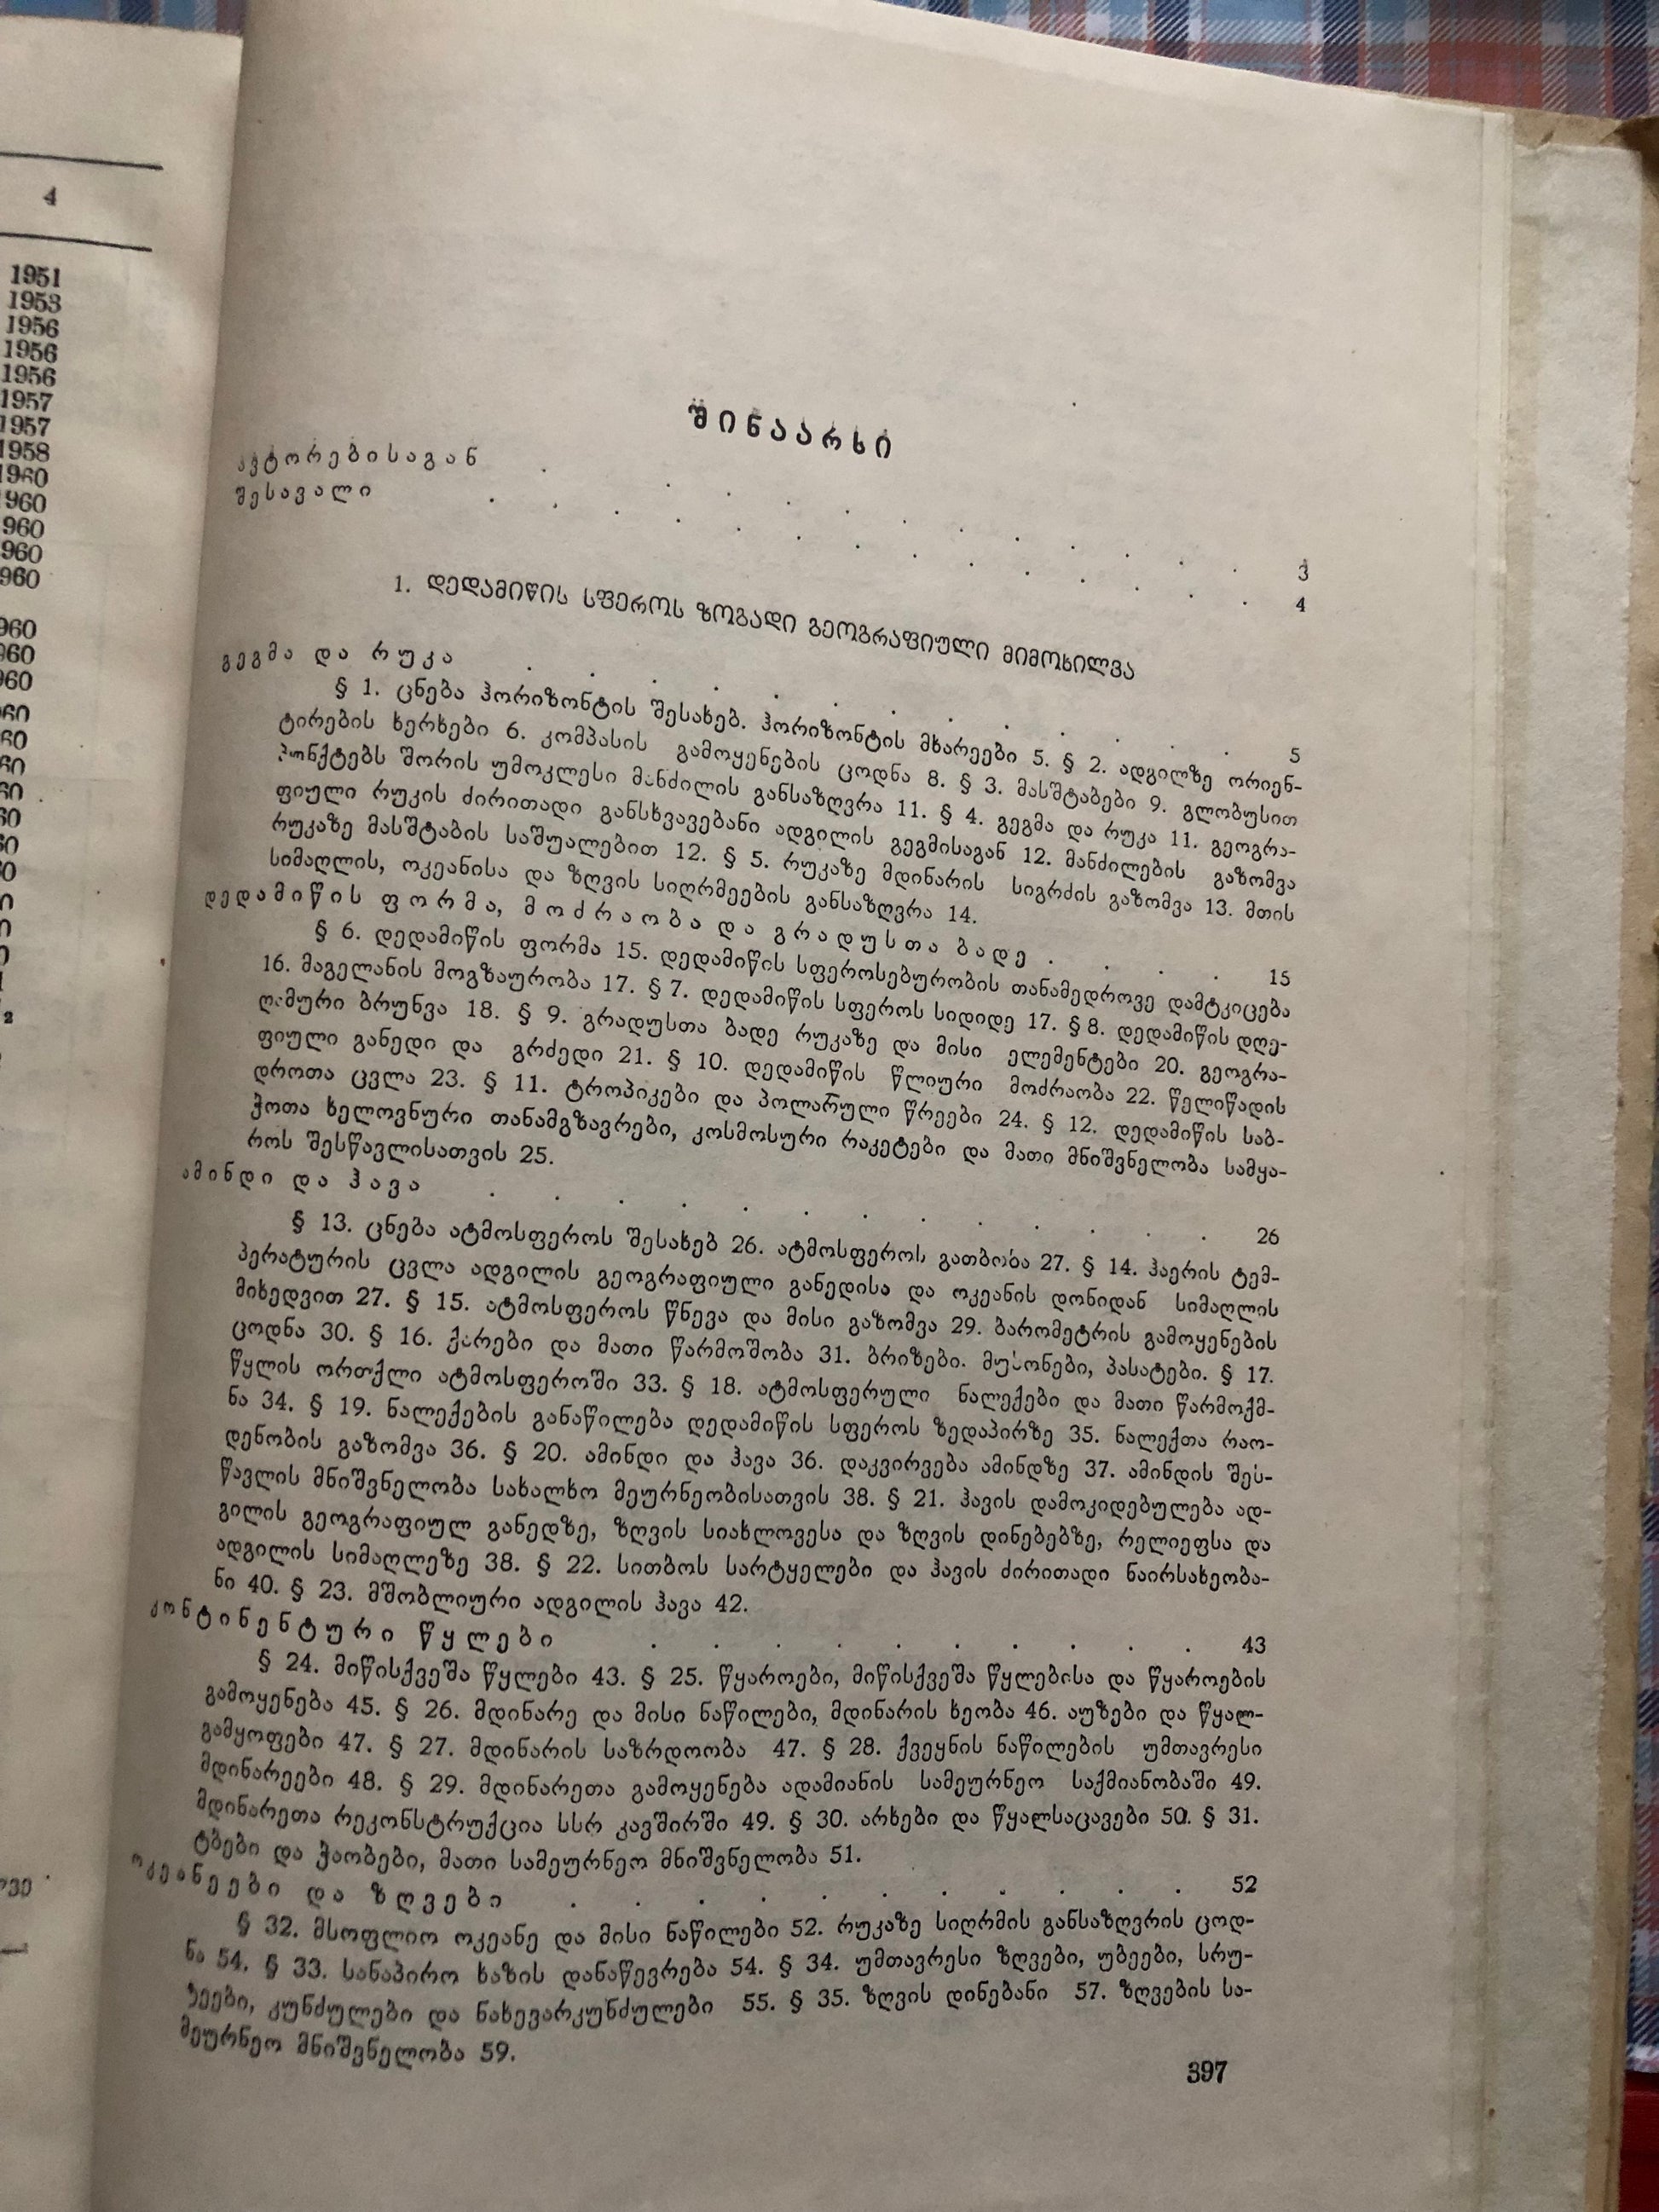 4
1951
1953
1956
1956
1956
1957
1957
1958
1960
1960
960
960
960
960
960
960
შინაარსი
ავტორებისაგან . . . . . . . . . . . . 3
შესავალი . . . . . . . . . . . . . 4
1. ᲓᲔᲓᲐᲛᲘᲬᲘᲡ ᲡᲤᲔᲠᲝᲡ ᲖᲝᲒᲐᲓᲘ ᲒᲔᲝᲒᲠᲐᲤᲘᲣᲚᲘ ᲛᲘᲛᲝᲮᲘᲚᲕᲐ
გეგმა და რუკა . . . . . . . . . . . . 5
§ 1. ცნება ჰორიზონტის შესახებ. ჰორიზონტის მხარეები 5. § 2. ადგილზე ორიენ-
ტირების ხერხები 6. კომპასის გამოყენების ცოდნა 8. § 3. მასშტაბები 9. გლობუსით
პუნქტებს შორის უმოკლესი მანძილის განსაზღვრა 11. § 4. გეგმა და რუკა 11. გეოგრა-
ფიული რუკის ძირითადი განსხვავებანი ადგილის გეგმისაგან 12. მანძილების გაზომვა
რუკაზე მასშტაბის საშუალებით 12. § 5. რუკაზე მდინარის სიგრძის გაზომვა 13. მთის
სიმაღლის, ოკეანისა და ზღვის სიღრმეების განსაზღვრა 14.
დედამიწის ფორმა, მოძრაობა და გრადუსთა ბადე . . . . 15
§ 6. დედამიწის ფორმა 15. დედამიწის სფეროსებურობის თანამედროვე დამტკიცება
16. მაგელანის მოგზაურობა 17. § 7. დედამიწის სფეროს სიდიდე 17. § 8. დედამიწის დღე-
ღამური ბრუნვა 18. § 9. გრადუსთა ბადე რუკაზე და მისი ელემენტები 20. გეოგრა-
ფიული განედი და გრძედი 21. § 10. დედამიწის წლიური მოძრაობა 22. წელიწადის
დროთა ცვლა 23. § 11. ტროპიკები და პოლარული წრეები 24. § 12. დედამიწის საბ-
ჭოთა ხელოვნური თანამგზავრები, კოსმოსური რაკეტები და მათი მნიშვნელობა სამყა-
როს შესწავლისათვის 25.
ამინდი და ჰავა . . . . . . . . . . . . 26
§ 13. ცნება ატმოსფეროს შესახებ 26. ატმოსფეროს გათბობა 27. § 14. ჰაერის ტემ-
პერატურის ცვლა ადგილის გეოგრაფიული განედისა და ოკეანის დონიდან სიმაღლის
მიხედვით 27. § 15. ატმოსფეროს წნევა და მისი გაზომვა 29. ბარომეტრის გამოყენების
ცოდნა 30. § 16. ქარები და მათი წარმოშობა 31. ბრიზები. მუსონები, პასატები. § 17.
წყლის ორთქლი ატმოსფეროში 33. § 18. ატმოსფერული ნალექები და მათი წარმოქმ-
ნა 34. § 19. ნალექების განაწილება დედამიწის სფეროს ზედაპირზე 35. ნალექთა რაო-
დენობის გაზომვა 36. § 20. ამინდი და ჰავა 36. დაკვირვება ამინდზე 37. ამინდის შეს-
წავლის მნიშვნელობა სახალხო მეურნეობისათვის 38. § 21. ჰავის დამოკიდებულება ად-
გილის გეოგრაფიულ განედზე, ზღვის სიახლოვესა და ზღვის დინებებზე, რელიეფსა და
ადგილის სიმაღლეზე 38. § 22. სითბოს სარტყელები და ჰავის ძირითადი ნაირსახეობა-
ნი 40. § 23. მშობლიური ადგილის ჰავა 42.
კონტინენტური წყლები . . . . . . . . . . 43
§ 24. მიწისქვეშა წყლები 43. § 25. წყაროები, მიწისქვეშა წყლებისა და წყაროების
გამოყენება 45. § 26. მდინარე და მისი ნაწილები, მდინარის ხეობა 46. აუზები და წყალ-
გამყოფები 47. § 27. მდინარის საზრდოობა 47. § 28. ქვეყნის ნაწილების უმთავრესი
მდინარეები 48. § 29. მდინარეთა გამოყენება ადამიანის სამეურნეო საქმიანობაში 49.
მდინარეთა რეკონსტრუქცია სსრ კავშირში 49. § 30. არხები და წყალსაცავები 50. § 31.
ტბები და ჭაობები, მათი სამეურნეო მნიშვნელობა 51.
ოკეანეები და ზღვები . . . . . . . . . . . 52
§ 32. მსოფლიო ოკეანე და მისი ნაწილები 52. რუკაზე სიღრმის განსაზღვრის ცოდ-
ნა 54. § 33. სანაპირო ხაზის დანაწევრება 54. § 34. უმთავრესი ზღვები, უბეები, სრუ-
ტეები, კუნძულები და ნახევარკუნძულები 55. § 35. ზღვის დინებანი 57. ზღვების სა-
მეურნეო მნიშვნელობა 59.
397